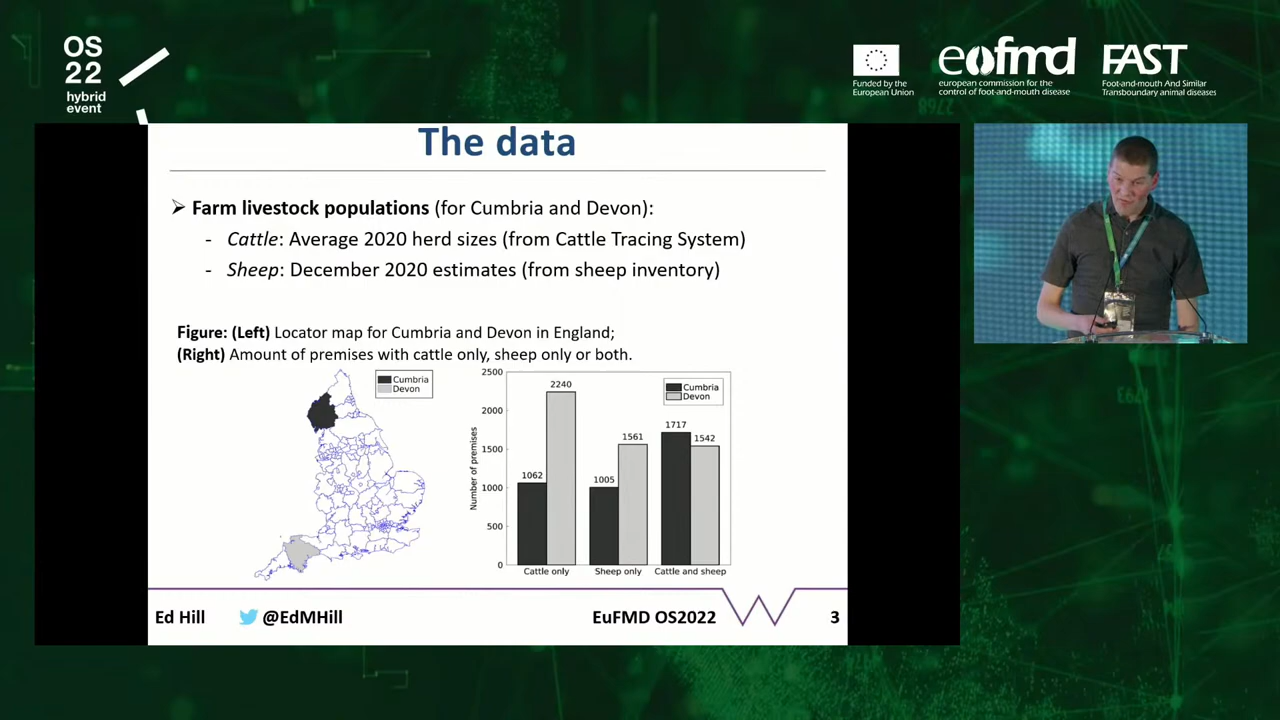 OS
22
hybrid
event
Funded by the
European Union
eofmd
european commission for the
control of foot-and-mouth disease
FAST
Foot-and-mouth And Similar
Transboundary animal diseases
The data
➢ Farm livestock populations (for Cumbria and Devon):
- Cattle: Average 2020 herd sizes (from Cattle Tracing System)
- Sheep: December 2020 estimates (from sheep inventory)
Figure: (Left) Locator map for Cumbria and Devon in England;
(Right) Amount of premises with cattle only, sheep only or both.
Cumbria
Devon
Number of premises
2500
2000
1500
1000
500
0
Cumbria
Devon
1062
2240
1005
1561
1717
1542
Cattle only
Sheep only
Cattle and sheep
Ed Hill
@EdMHill
EuFMD OS2022
3